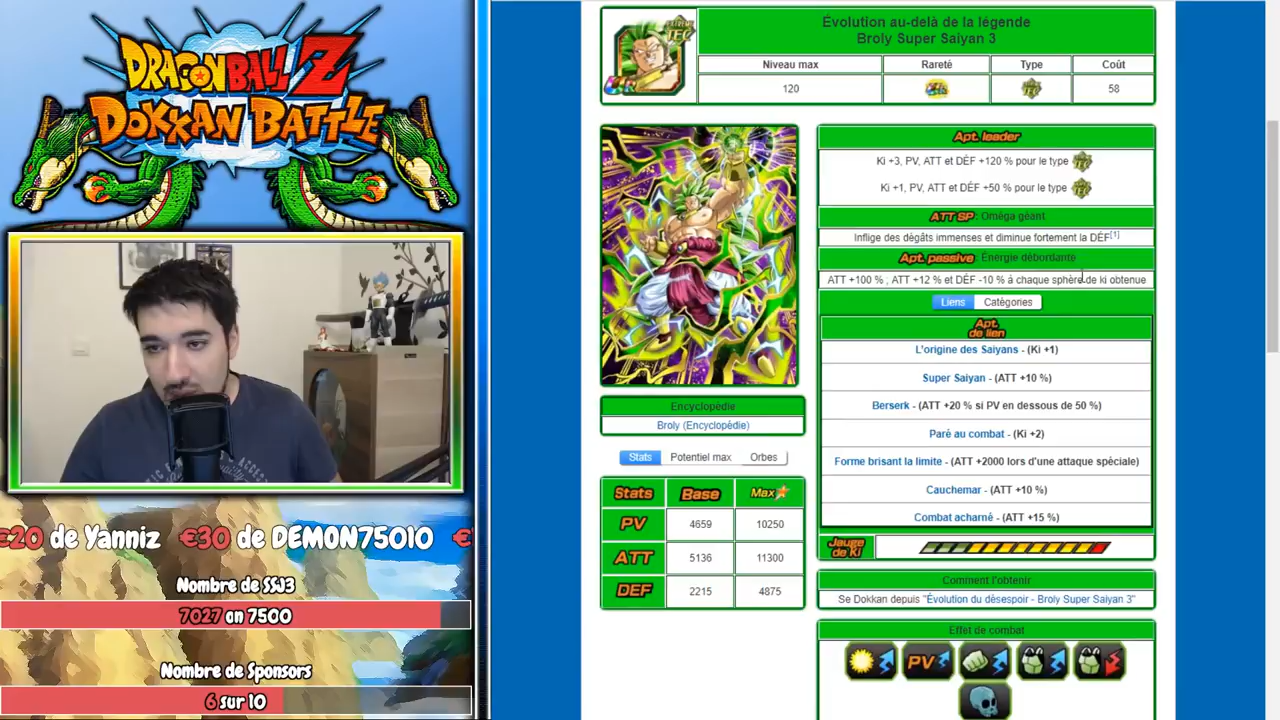 DRAGON BALL Z
DOKKAN BATTLE
€20 de Yanniz €30 de DEMON75010 €
Nombre de SSJ3
7027 an 7500
Nombre de Sponsors
6 sur 10
EXTREME
TEC
Évolution au-delà de la légende
Broly Super Saiyan 3
Niveau max Rareté Type Coût
120 58
Apt. leader
Ki +3, PV, ATT et DÉF +120 % pour le type
Ki +1, PV, ATT et DÉF +50 % pour le type
ATT SP : Oméga géant
Inflige des dégâts immenses et diminue fortement la DÉF[1]
Apt. passive : Énergie débordante
ATT +100 % ; ATT +12 % et DÉF -10 % à chaque sphère de ki obtenue
Liens Catégories
Apt.
de lien
L'origine des Saiyans - (Ki +1)
Super Saiyan - (ATT +10 %)
Berserk - (ATT +20 % si PV en dessous de 50 %)
Paré au combat - (Ki +2)
Forme brisant la limite - (ATT +2000 lors d'une attaque spéciale)
Cauchemar - (ATT +10 %)
Combat acharné - (ATT +15 %)
Jauge
de Ki
Comment l'obtenir
Se Dokkan depuis "Évolution du désespoir - Broly Super Saiyan 3"
Effet de combat
PV
Encyclopédie
Broly (Encyclopédie)
Stats Potentiel max Orbes
Stats Base Max
PV 4659 10250
ATT 5136 11300
DEF 2215 4875